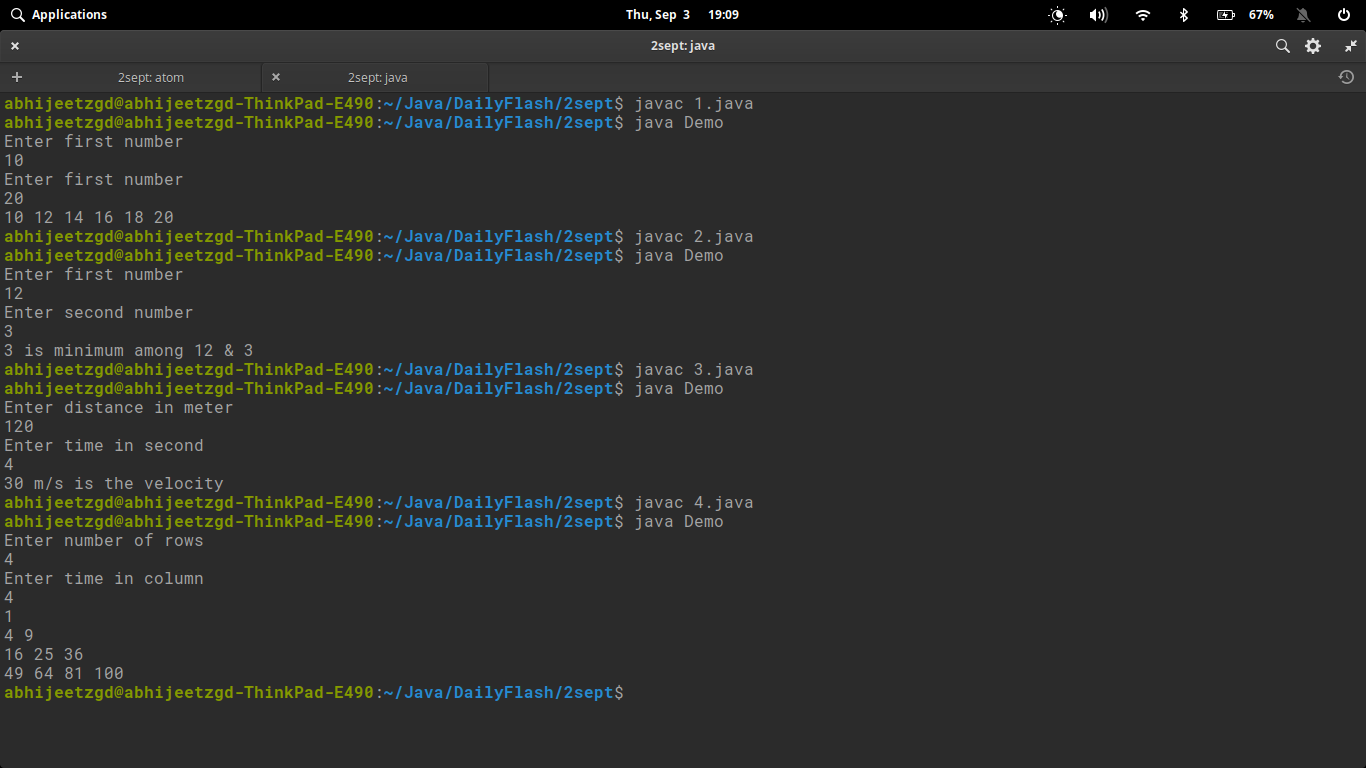 Applications Thu, Sep 3 19:09 67%
2sept: java
2sept: atom 2sept: java
abhijeetzgd@abhijeetzgd-ThinkPad-E490:~/Java/DailyFlash/2sept$ javac 1.java
abhijeetzgd@abhijeetzgd-ThinkPad-E490:~/Java/DailyFlash/2sept$ java Demo
Enter first number
10
Enter first number
20
10 12 14 16 18 20
abhijeetzgd@abhijeetzgd-ThinkPad-E490:~/Java/DailyFlash/2sept$ javac 2.java
abhijeetzgd@abhijeetzgd-ThinkPad-E490:~/Java/DailyFlash/2sept$ java Demo
Enter first number
12
Enter second number
3
3 is minimum among 12 & 3
abhijeetzgd@abhijeetzgd-ThinkPad-E490:~/Java/DailyFlash/2sept$ javac 3.java
abhijeetzgd@abhijeetzgd-ThinkPad-E490:~/Java/DailyFlash/2sept$ java Demo
Enter distance in meter
120
Enter time in second
4
30 m/s is the velocity
abhijeetzgd@abhijeetzgd-ThinkPad-E490:~/Java/DailyFlash/2sept$ javac 4.java
abhijeetzgd@abhijeetzgd-ThinkPad-E490:~/Java/DailyFlash/2sept$ java Demo
Enter number of rows
4
Enter time in column
4
1
4 9
16 25 36
49 64 81 100
abhijeetzgd@abhijeetzgd-ThinkPad-E490:~/Java/DailyFlash/2sept$